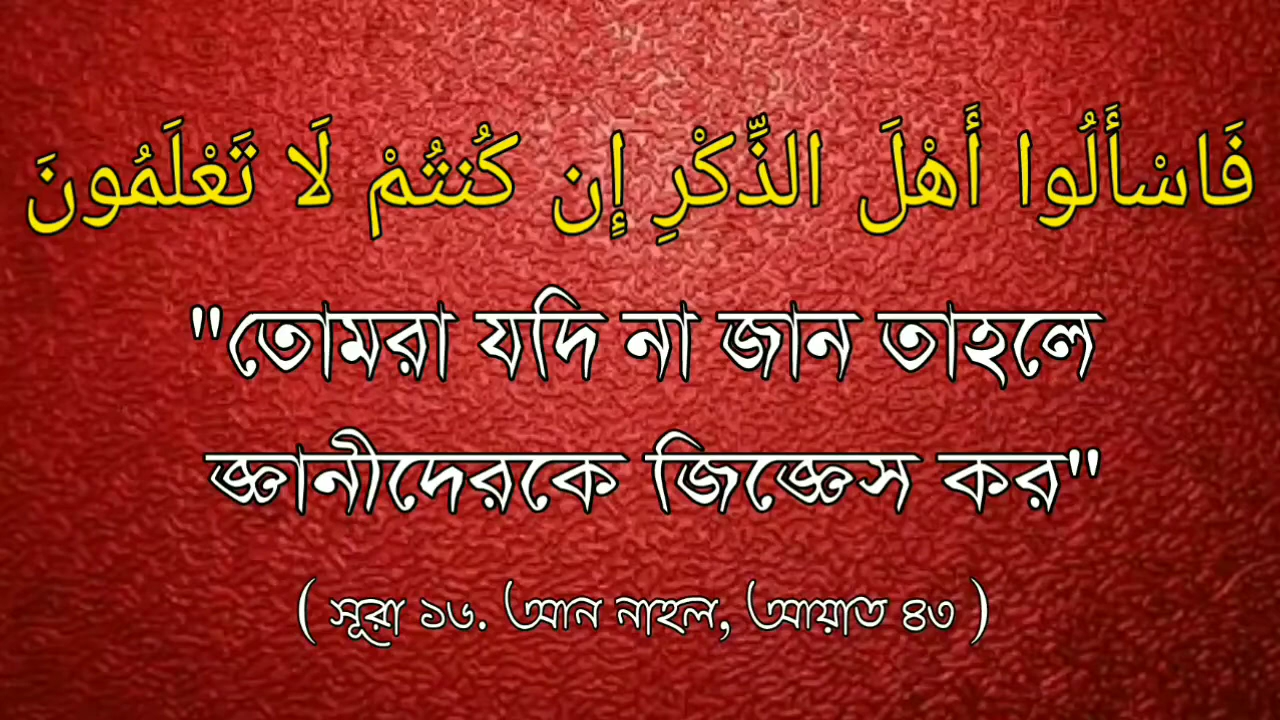 فَاسْأَلُوا أَهْلَ الذِّكْرِ إِن كُنتُمْ لَا تَعْلَمُونَ
"তোমরা যদি না জান তাহলে
জ্ঞানীদেরকে জিজ্ঞেস কর"
( সূরা ১৬. আন নাহল, আয়াত ৪৩ )